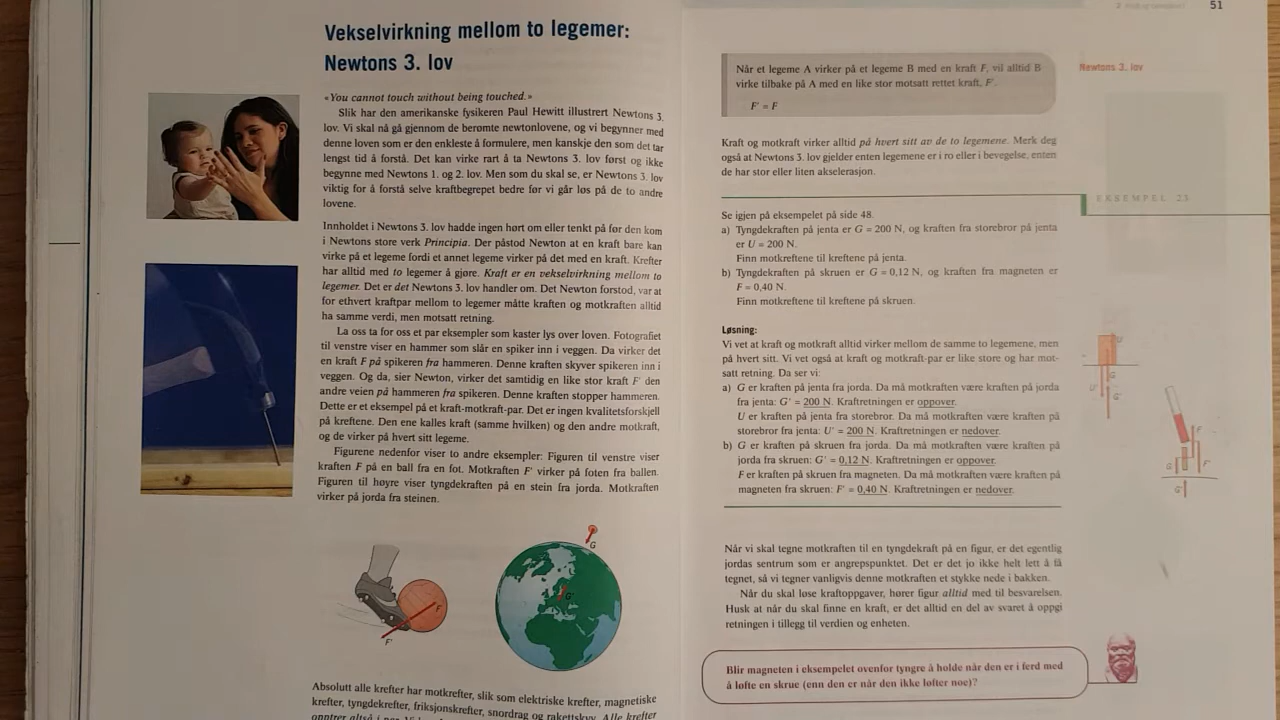 Vekselvirkning mellom to legemer:
Newtons 3. lov
«You cannot touch without being touched.»
Slik har den amerikanske fysikeren Paul Hewitt illustrert Newtons 3.
lov. Vi skal nå gå gjennom de berømte newtonlovene, og vi begynner med
denne loven som er den enkleste å formulere, men kanskje den som det tar
lengst tid å forstå. Det kan virke rart å ta Newtons 3. lov først og ikke
begynne med Newtons 1. og 2. lov. Men som du skal se, er Newtons 3. lov
viktig for å forstå selve kraftbegrepet bedre før vi går løs på de to andre
lovene.
Innholdet i Newtons 3. lov hadde ingen hørt om eller tenkt på før den kom
i Newtons store verk Principia. Der påstod Newton at en kraft bare kan
virke på et legeme fordi et annet legeme virker på det med en kraft. Krefter
har alltid med to legemer å gjøre. Kraft er en vekselvirkning mellom to
legemer. Det er det Newtons 3. lov handler om. Det Newton forstod, var at
for ethvert kraftpar mellom to legemer måtte kraften og motkraften alltid
ha samme verdi, men motsatt retning.
La oss ta for oss et par eksempler som kaster lys over loven. Fotografiet
til venstre viser en hammer som slår en spiker inn i veggen. Da virker det
en kraft F på spikeren fra hammeren. Denne kraften skyver spikeren inn i
veggen. Og da, sier Newton, virker det samtidig en like stor kraft F' den
andre veien på hammeren fra spikeren. Denne kraften stopper hammeren.
Dette er et eksempel på et kraft-motkraft-par. Det er ingen kvalitetsforskjell
på kreftene. Den ene kalles kraft (samme hvilken) og den andre motkraft,
og de virker på hvert sitt legeme.
Figurene nedenfor viser to andre eksempler: Figuren til venstre viser
kraften F på en ball fra en fot. Motkraften F' virker på foten fra ballen.
Figuren til høyre viser tyngdekraften på en stein fra jorda. Motkraften
virker på jorda fra steinen.
F
F'
G
G'
Absolutt alle krefter har motkrefter, slik som elektriske krefter, magnetiske
krefter, tyngdekrefter, friksjonskrefter, snordrag og rakettskyv. Alle krefter
51
Når et legeme A virker på et legeme B med en kraft F, vil alltid B
virke tilbake på A med en like stor motsatt rettet kraft, F'.
F' = F
Newtons 3. lov
Kraft og motkraft virker alltid på hvert sitt av de to legemene. Merk deg
også at Newtons 3. lov gjelder enten legemene er i ro eller i bevegelse, enten
de har stor eller liten akselerasjon.
EKSEMPEL 23
Se igjen på eksempelet på side 48.
a) Tyngdekraften på jenta er G = 200 N, og kraften fra storebror på jenta
er U = 200 N.
Finn motkreftene til kreftene på jenta.
b) Tyngdekraften på skruen er G = 0,12 N, og kraften fra magneten er
F = 0,40 N.
Finn motkreftene til kreftene på skruen.
Løsning:
Vi vet at kraft og motkraft alltid virker mellom de samme to legemene, men
på hvert sitt. Vi vet også at kraft og motkraft-par er like store og har mot-
satt retning. Da ser vi:
a) G er kraften på jenta fra jorda. Da må motkraften være kraften på jorda
fra jenta: G' = 200 N. Kraftretningen er oppover.
U er kraften på jenta fra storebror. Da må motkraften være kraften på
storebror fra jenta: U' = 200 N. Kraftretningen er nedover.
b) G er kraften på skruen fra jorda. Da må motkraften være kraften på
jorda fra skruen: G' = 0,12 N. Kraftretningen er oppover.
F er kraften på skruen fra magneten. Da må motkraften være kraften på
magneten fra skruen: F' = 0,40 N. Kraftretningen er nedover.
U
G
U'
G'
F
G
F'
G'
Når vi skal tegne motkraften til en tyngdekraft på en figur, er det egentlig
jordas sentrum som er angrepspunktet. Det er det jo ikke helt lett å få
tegnet, så vi tegner vanligvis denne motkraften et stykke nede i bakken.
Når du skal løse kraftoppgaver, hører figur alltid med til besvarelsen.
Husk at når du skal finne en kraft, er det alltid en del av svaret å oppgi
retningen i tillegg til verdien og enheten.
Blir magneten i eksempelet ovenfor tyngre å holde når den er i ferd med
å løfte en skrue (enn den er når den ikke løfter noe)?